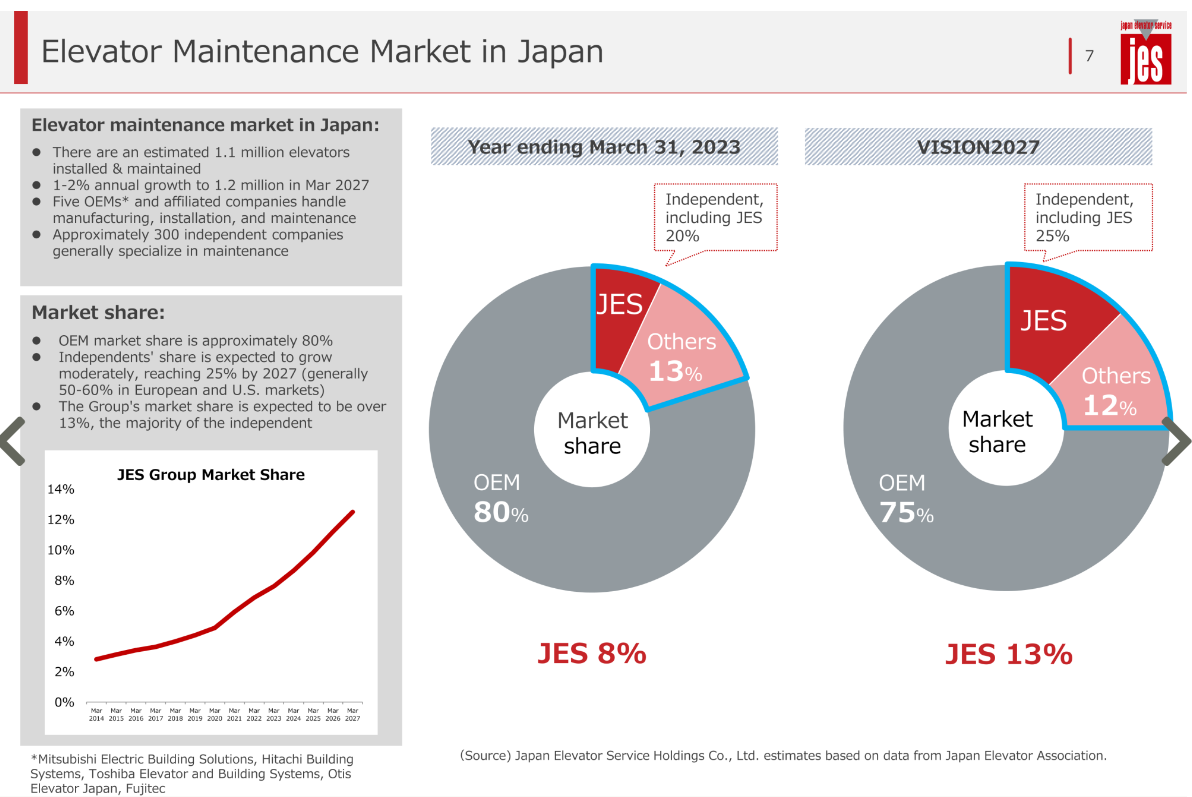 Elevator Maintenance Market in Japan
7
japan elevator service
jes
Elevator maintenance market in Japan:
● There are an estimated 1.1 million elevators
installed & maintained
● 1-2% annual growth to 1.2 million in Mar 2027
● Five OEMs* and affiliated companies handle
manufacturing, installation, and maintenance
● Approximately 300 independent companies
generally specialize in maintenance
Market share:
● OEM market share is approximately 80%
● Independents' share is expected to grow
moderately, reaching 25% by 2027 (generally
50-60% in European and U.S. markets)
● The Group's market share is expected to be over
13%, the majority of the independent
JES Group Market Share
14%
12%
10%
8%
6%
4%
2%
0%
Mar Mar Mar Mar Mar Mar Mar Mar Mar Mar Mar Mar Mar Mar
2014 2015 2016 2017 2018 2019 2020 2021 2022 2023 2024 2025 2026 2027
*Mitsubishi Electric Building Solutions, Hitachi Building
Systems, Toshiba Elevator and Building Systems, Otis
Elevator Japan, Fujitec
Year ending March 31, 2023
Independent,
including JES
20%
JES
Others
13%
Market
share
OEM
80%
JES 8%
VISION2027
Independent,
including JES
25%
JES
Others
12%
Market
share
OEM
75%
JES 13%
(Source) Japan Elevator Service Holdings Co., Ltd. estimates based on data from Japan Elevator Association.